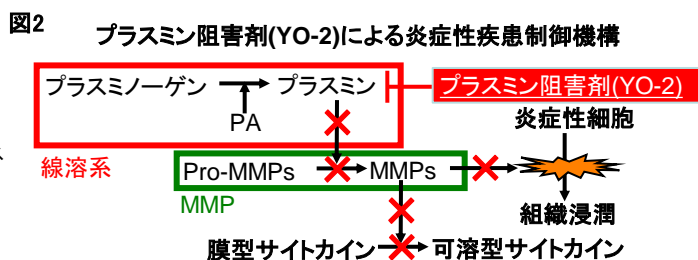 図2
プラスミン阻害剤(YO-2)による炎症性疾患制御機構
プラスミノーゲン プラスミン プラスミン阻害剤(YO-2)
PA 炎症性細胞
線溶系 Pro-MMPs MMPs
MMP 組織浸潤
膜型サイトカイン 可溶型サイトカイン